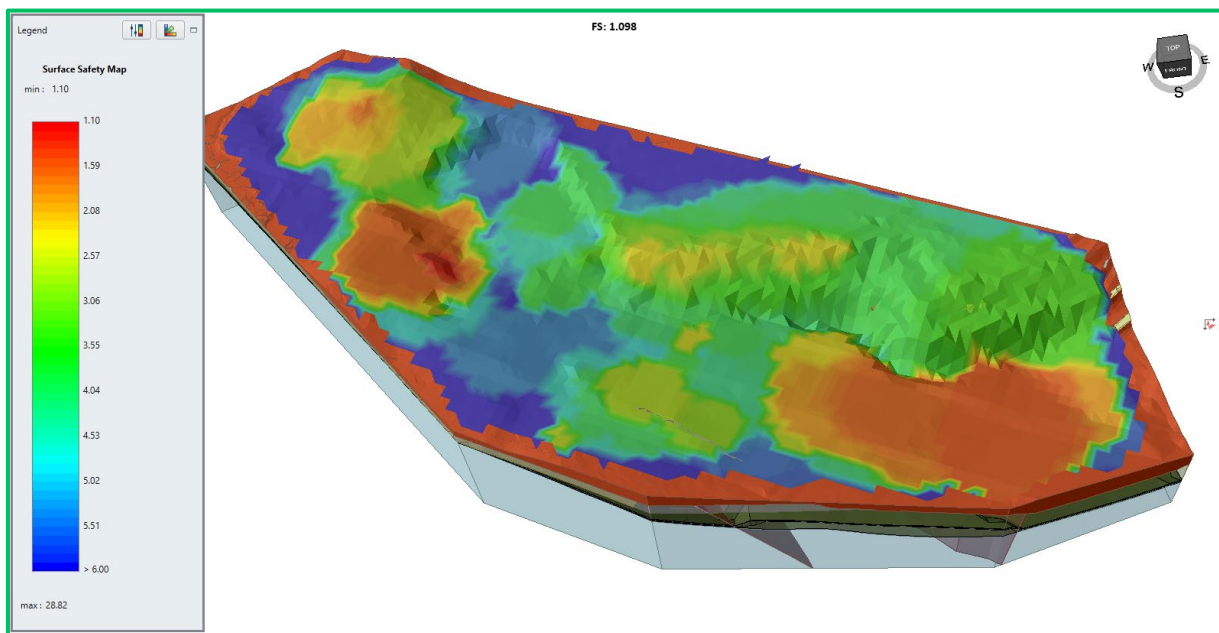 Legend
FS: 1.098
Surface Safety Map
min : 1.10
1.10
1.59
2.08
2.57
3.06
3.55
4.04
4.53
5.02
5.51
> 6.00
max : 28.82
TOP
FRONT
W
E
S